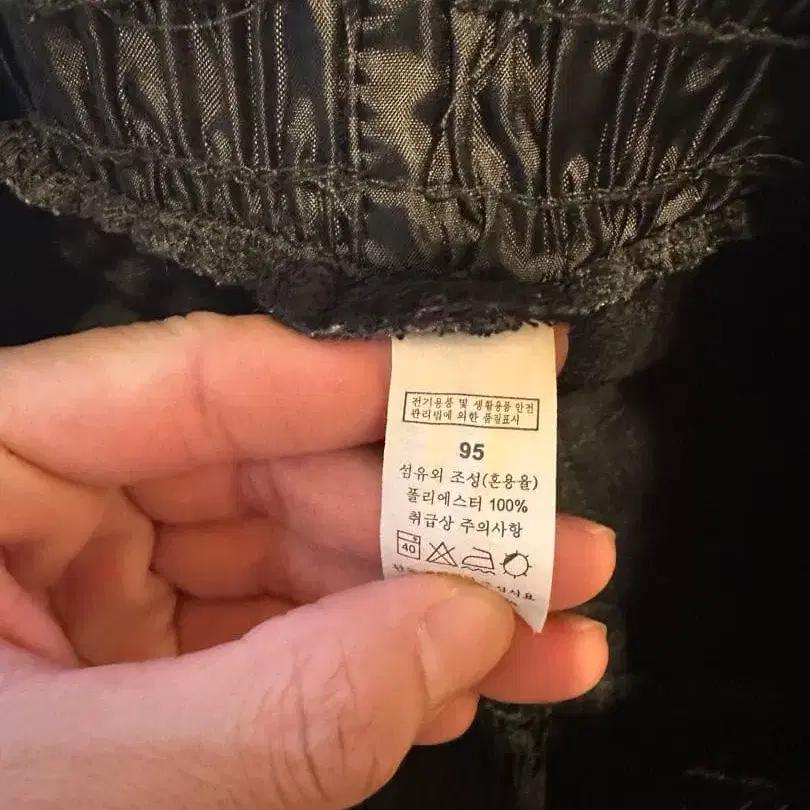 전기용품 및 생활용품 안전
관리법에 의한 품질표시
95
섬유의 조성(혼용율)
폴리에스터 100%
취급상 주의사항
40